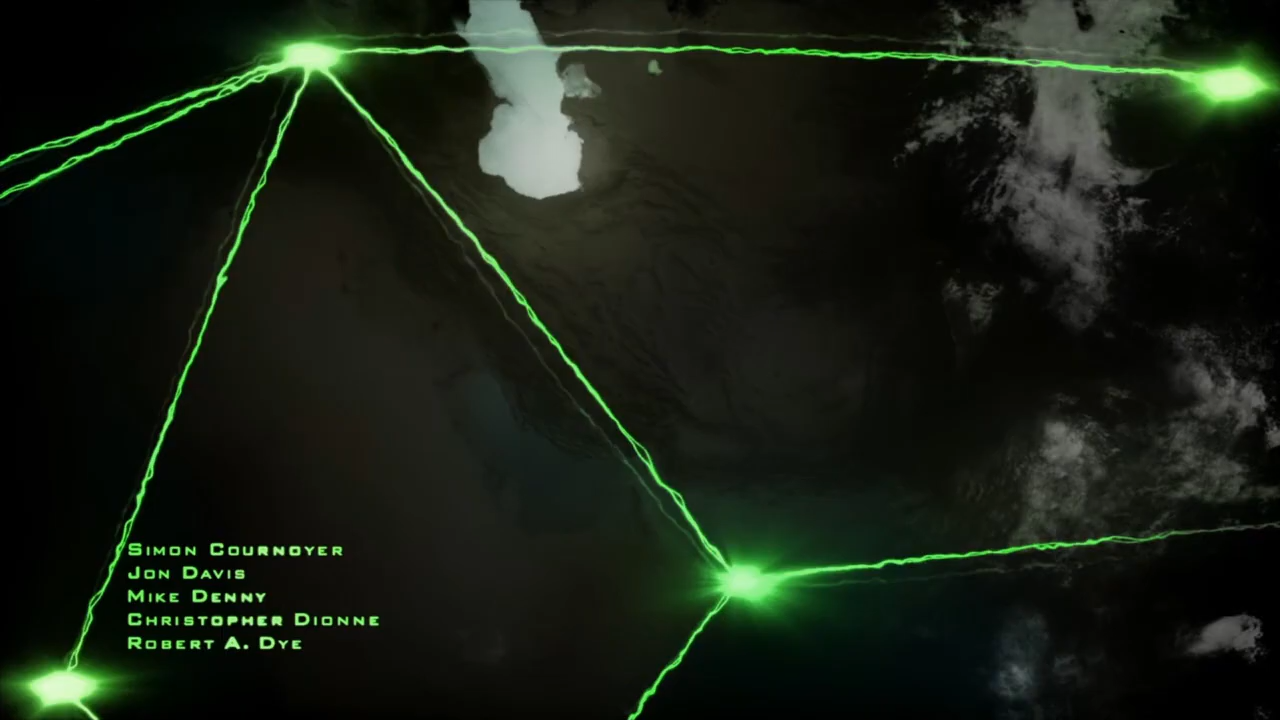 Simon Cournoyer
Jon Davis
Mike Denny
Christopher Dionne
Robert A. Dye